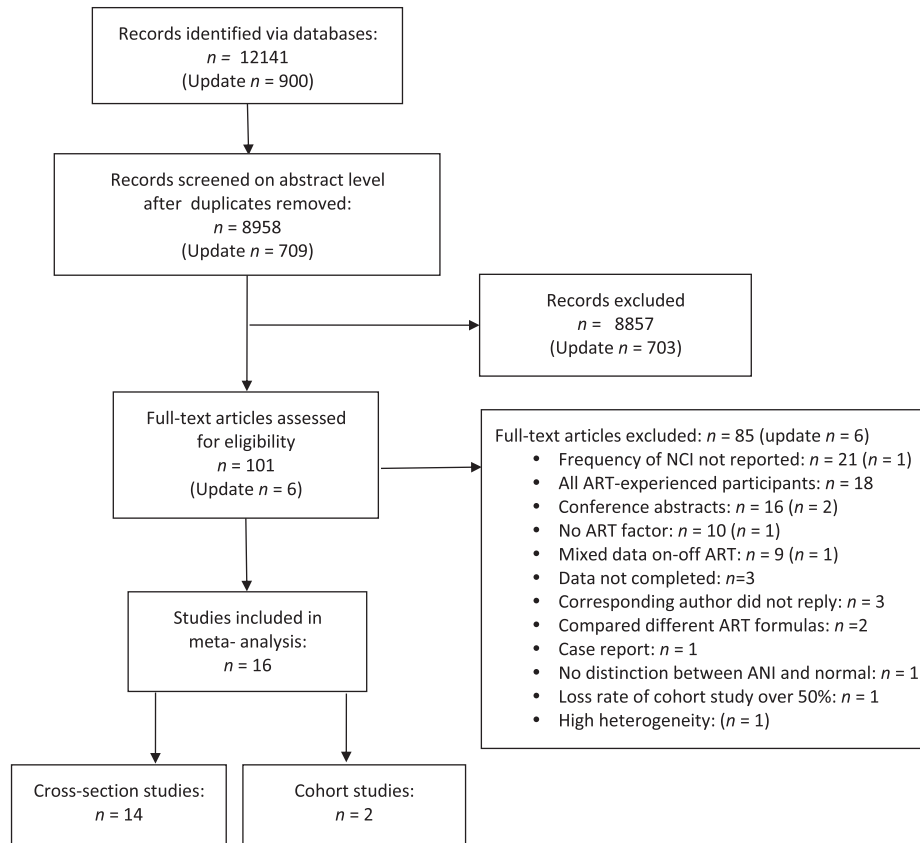 Records identified via databases:
n = 12141
(Update n = 900)
Records screened on abstract level
after duplicates removed:
n = 8958
(Update n = 709)
Records excluded
n = 8857
(Update n = 703)
Full-text articles assessed
for eligibility
n = 101
(Update n = 6)
Full-text articles excluded: n = 85 (update n = 6)
• Frequency of NCI not reported: n = 21 (n = 1)
• All ART-experienced participants: n = 18
• Conference abstracts: n = 16 (n = 2)
• No ART factor: n = 10 (n = 1)
• Mixed data on-off ART: n = 9 (n = 1)
• Data not completed: n=3
• Corresponding author did not reply: n = 3
• Compared different ART formulas: n =2
• Case report: n = 1
• No distinction between ANI and normal: n = 1
• Loss rate of cohort study over 50%: n = 1
• High heterogeneity: (n = 1)
Studies included in
meta- analysis:
n = 16
Cross-section studies:
n = 14
Cohort studies:
n = 2